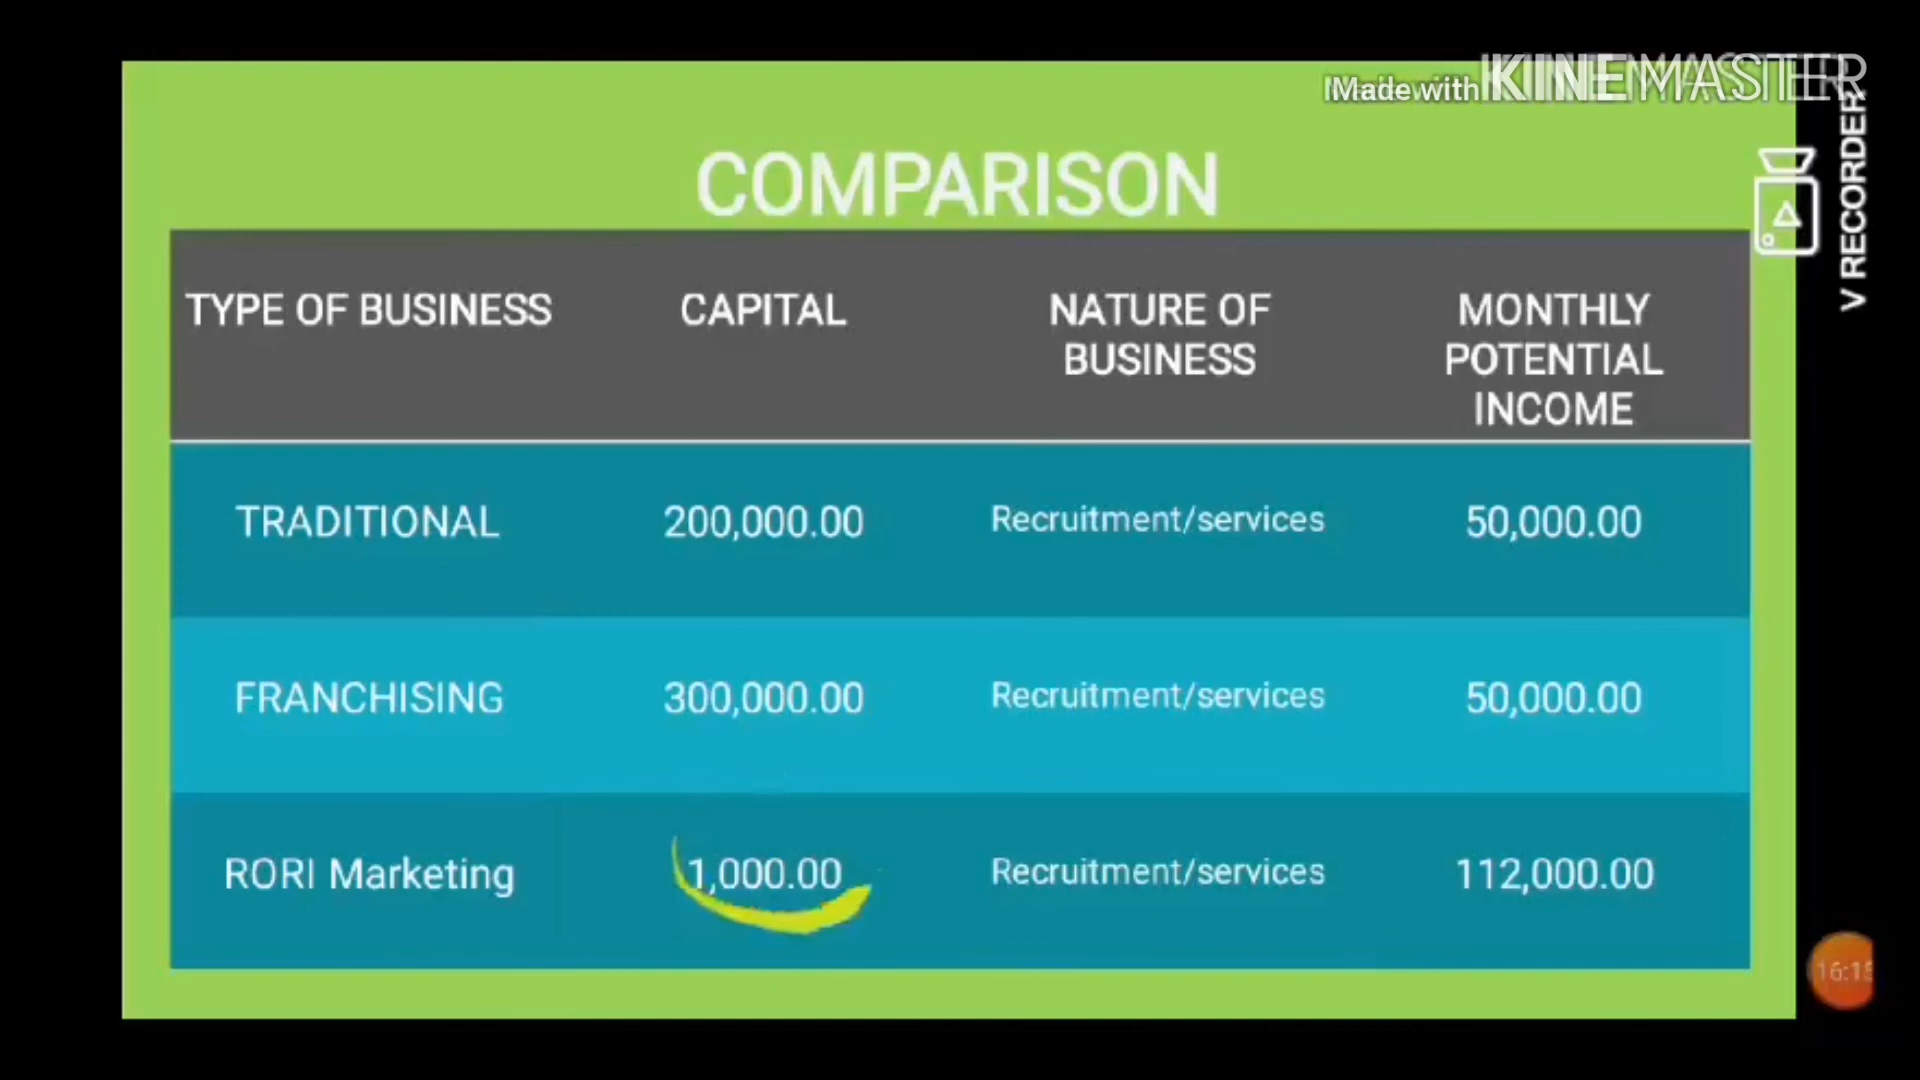 Made with KINEMASTER
V RECORDER
COMPARISON
TYPE OF BUSINESS CAPITAL NATURE OF BUSINESS MONTHLY POTENTIAL INCOME
TRADITIONAL 200,000.00 Recruitment/services 50,000.00
FRANCHISING 300,000.00 Recruitment/services 50,000.00
RORI Marketing 1,000.00 Recruitment/services 112,000.00